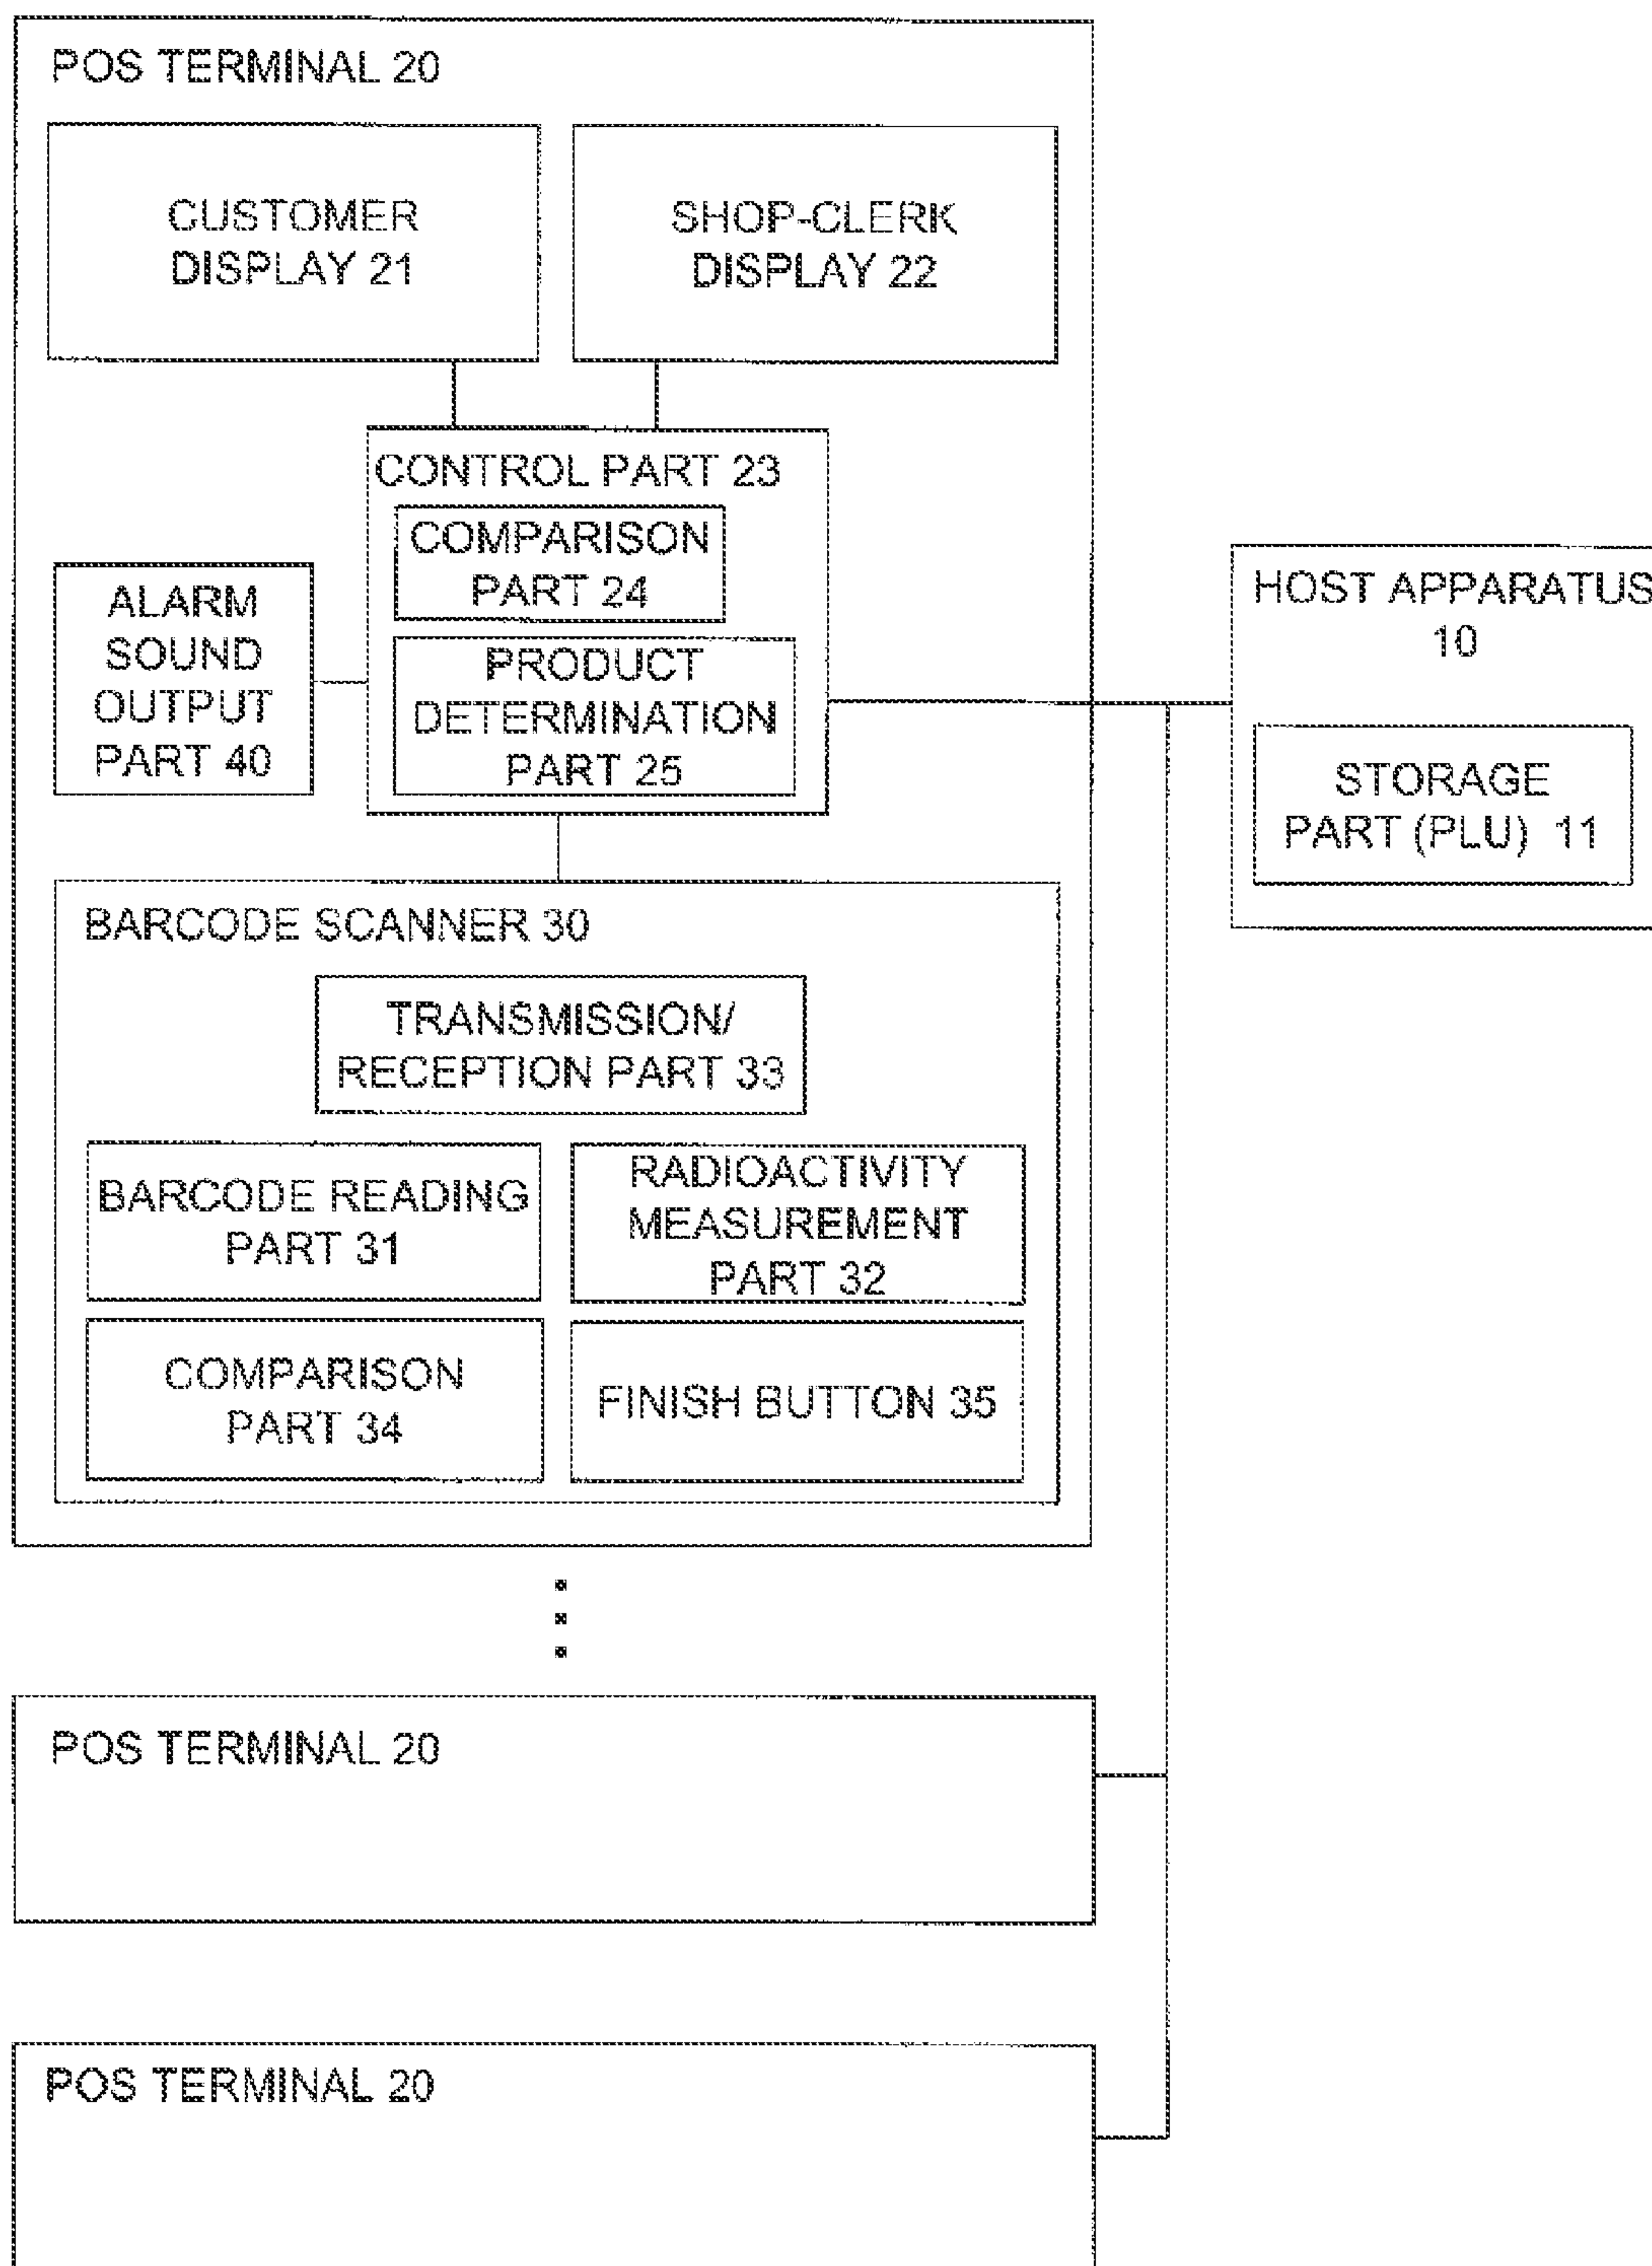 POS TERMINAL 20
CUSTOMER
DISPLAY 21
SHOP-CLERK
DISPLAY 22
CONTROL PART 23
COMPARISON
PART 24
PRODUCT
DETERMINATION
PART 25
ALARM
SOUND
OUTPUT
PART 40
HOST APPARATUS
10
STORAGE
PART (PLU) 11
BARCODE SCANNER 30
TRANSMISSION/
RECEPTION PART 33
BARCODE READING
PART 31
RADIOACTIVITY
MEASUREMENT
PART 32
COMPARISON
PART 34
FINISH BUTTON 35
POS TERMINAL 20
POS TERMINAL 20